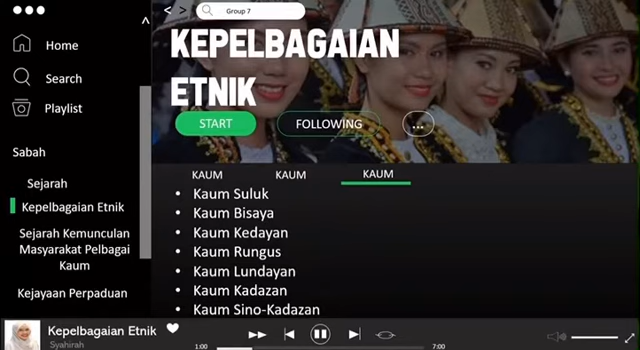 Group 7
Home
Search
Playlist
Sabah
Sejarah
Kepelbagaian Etnik
Sejarah Kemunculan
Masyarakat Pelbagai
Kaum
Kejayaan Perpaduan
KEPELBAGAIAN
ETNIK
START
FOLLOWING
KAUM
KAUM
KAUM
• Kaum Suluk
• Kaum Bisaya
• Kaum Kedayan
• Kaum Rungus
• Kaum Lundayan
• Kaum Kadazan
• Kaum Sino-Kadazan
Kepelbagaian Etnik
Syahirah
1:00
7:00